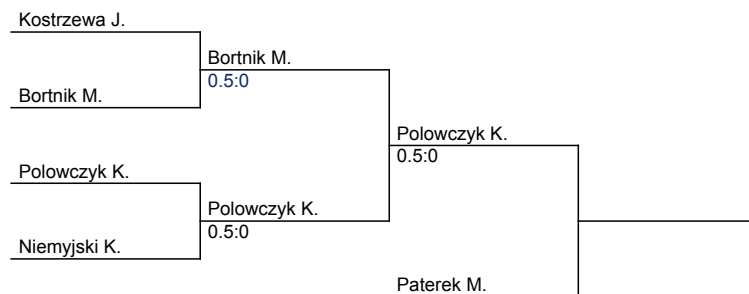 Kostrzewa J.
Bortnik M.
0.5:0
Bortnik M.
Polowczyk K.
0.5:0
Polowczyk K.
Polowczyk K.
0.5:0
Niemyjski K.
Paterek M.